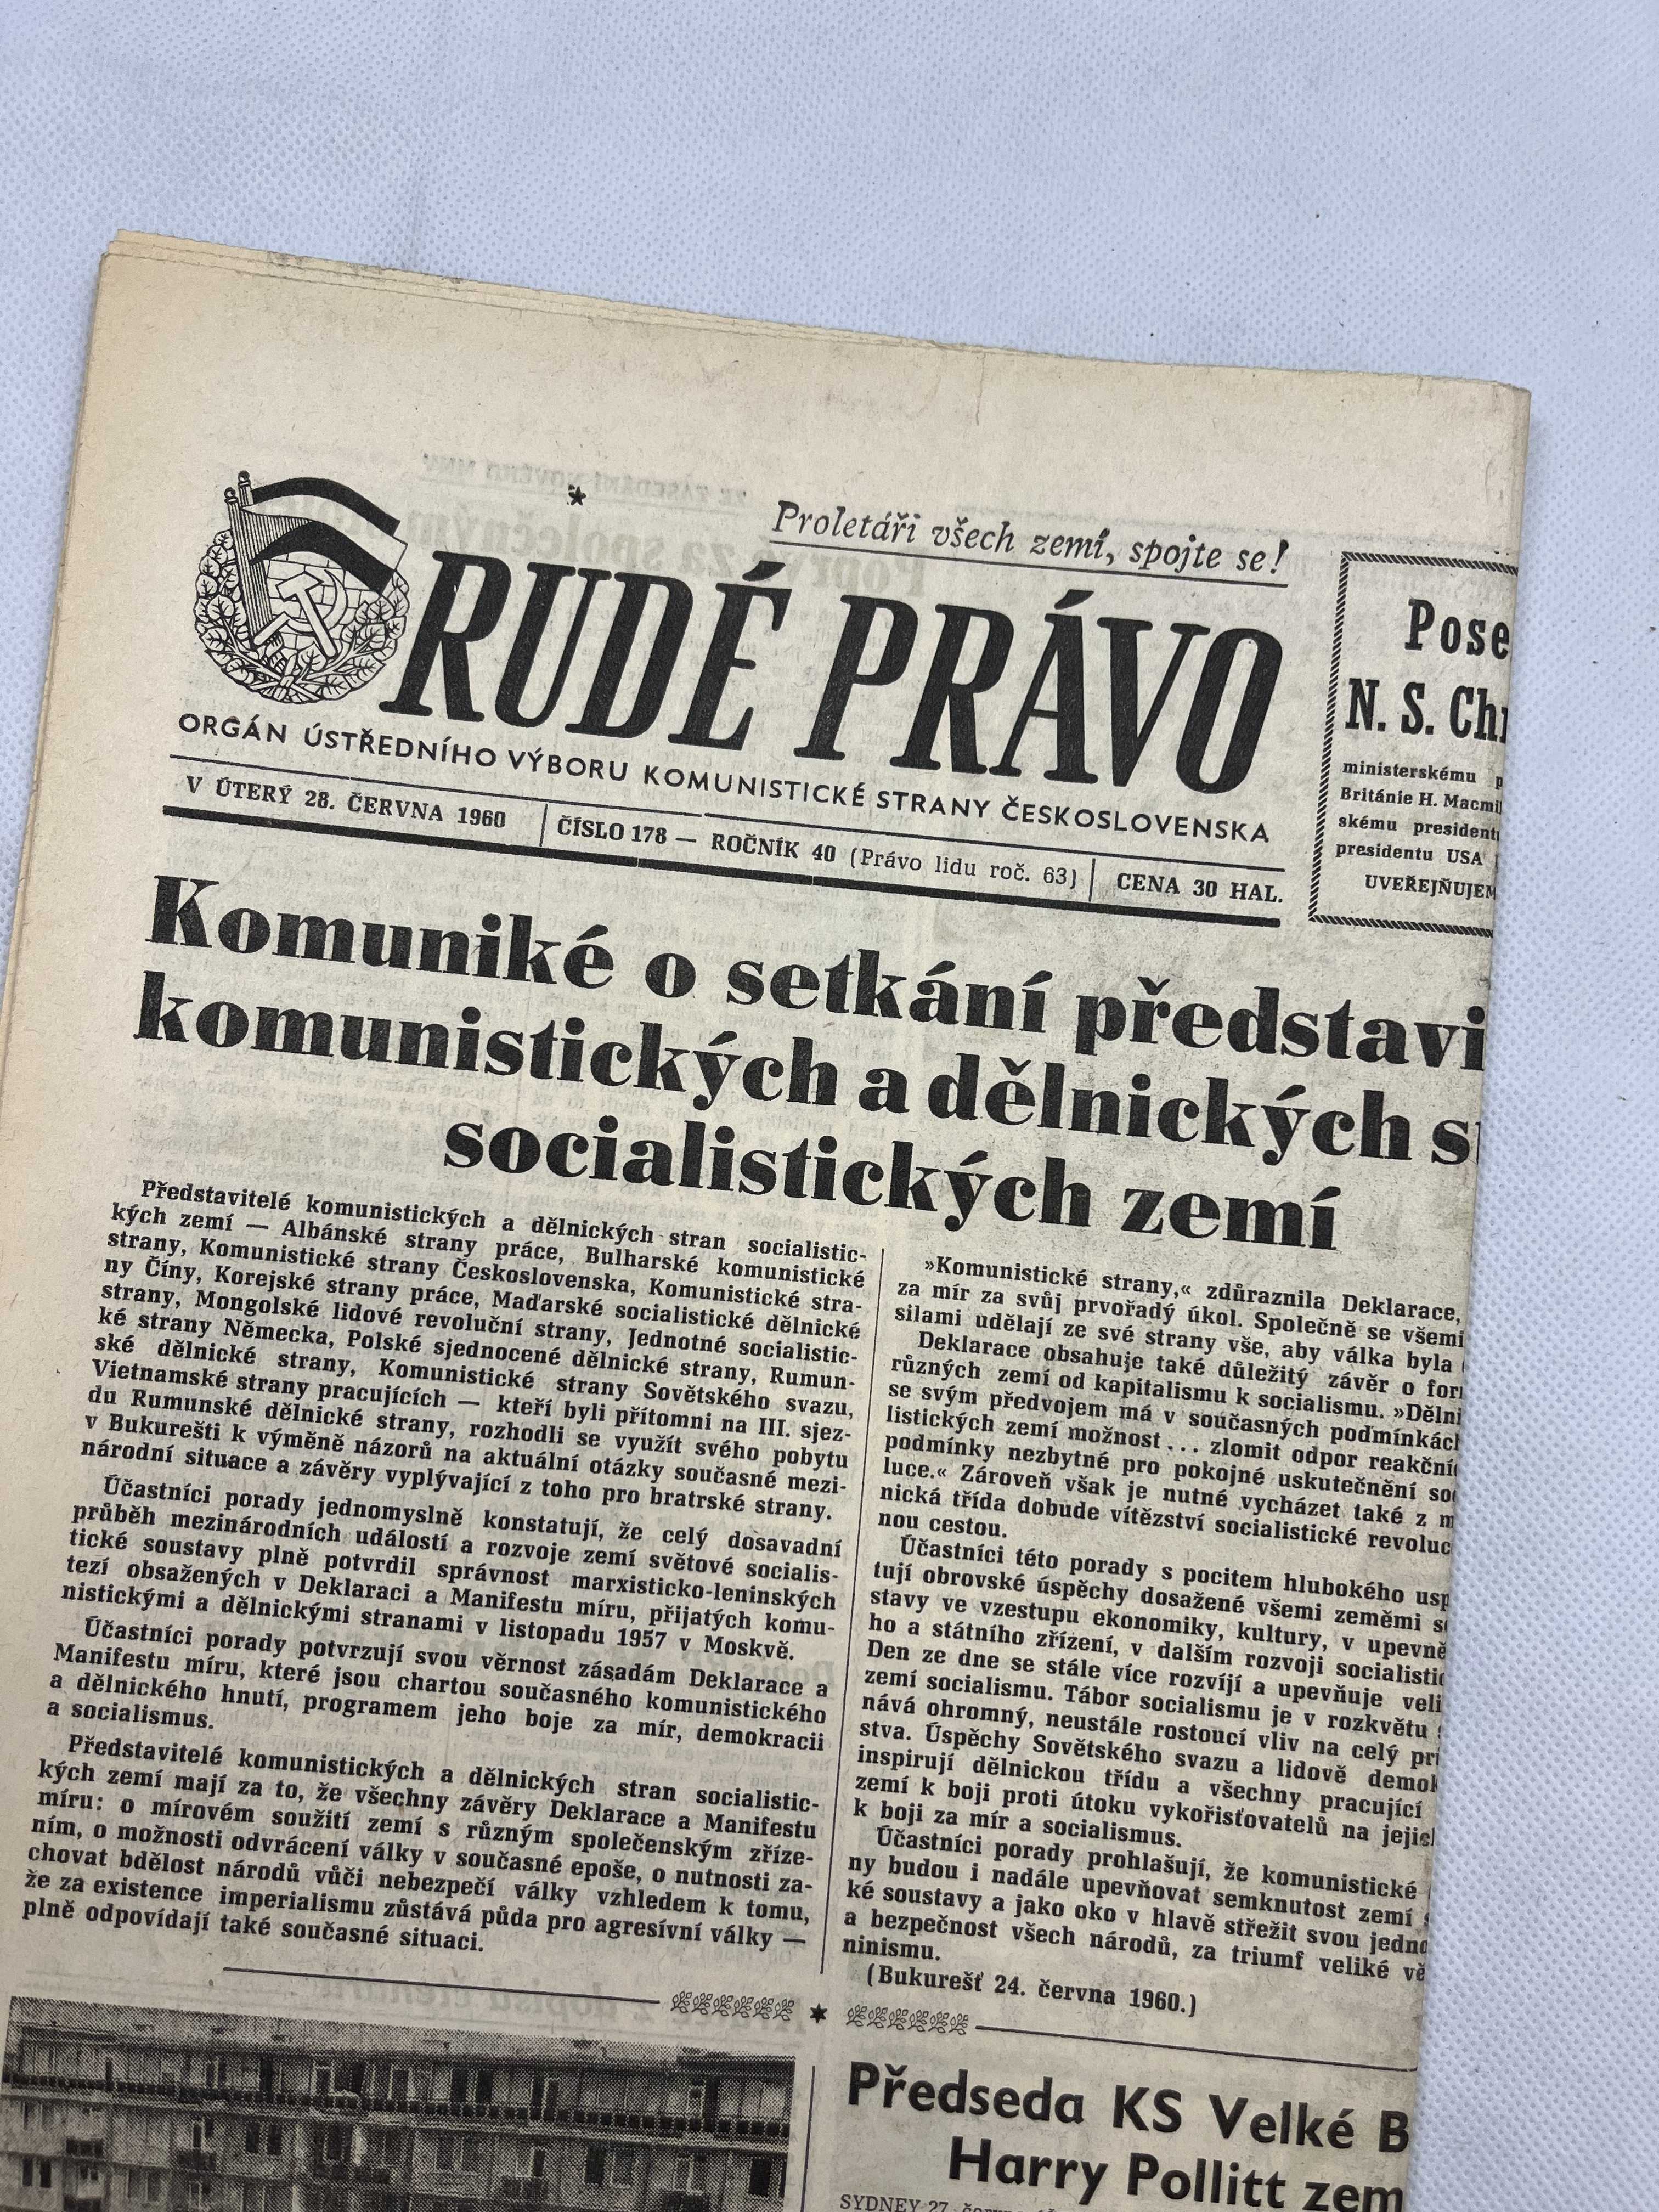 Proletáři všech zemí, spojte se!
RUDÉ PRÁVO
ORGÁN ÚSTŘEDNÍHO VÝBORU KOMUNISTICKÉ STRANY ČESKOSLOVENSKA
V ÚTERÝ 28. ČERVNA 1960 ČÍSLO 178 — ROČNÍK 40 (Právo lidu roč. 63) CENA 30 HAL.
Pose
N. S. Ch
ministerskému p
Británie H. Macmil
skému presidentu
presidentu USA
UVEŘEJŇUJEM
Komuniké o setkání představi
komunistických a dělnických s
socialistických zemí
Představitelé komunistických a dělnických stran socialistic-
kých zemí — Albánské strany práce, Bulharské komunistické
strany, Komunistické strany Československa, Komunistické stra-
ny Číny, Korejské strany práce, Maďarské socialistické dělnické
strany, Mongolské lidové revoluční strany, Jednotné socialistic-
ké strany Německa, Polské sjednocené dělnické strany, Rumun-
ské dělnické strany, Komunistické strany Sovětského svazu,
Vietnamské strany pracujících — kteří byli přítomni na III. sjez-
du Rumunské dělnické strany, rozhodli se využít svého pobytu
v Bukurešti k výměně názorů na aktuální otázky současné mezi-
národní situace a závěry vyplývající z toho pro bratrské strany.
Účastníci porady jednomyslně konstatují, že celý dosavadní
průběh mezinárodních událostí a rozvoje zemí světové socialis-
tické soustavy plně potvrdil správnost marxisticko-leninských
tezí obsažených v Deklaraci a Manifestu míru, přijatých komu-
nistickými a dělnickými stranami v listopadu 1957 v Moskvě.
Účastníci porady potvrzují svou věrnost zásadám Deklarace a
Manifestu míru, které jsou chartou současného komunistického
a dělnického hnutí, programem jeho boje za mír, demokracii
a socialismus.
Představitelé komunistických a dělnických stran socialistic-
kých zemí mají za to, že všechny závěry Deklarace a Manifestu
míru: o mírovém soužití zemí s různým společenským zříze-
ním, o možnosti odvrácení války v současné epoše, o nutnosti za-
chovat bdělost národů vůči nebezpečí války vzhledem k tomu,
že za existence imperialismu zůstává půda pro agresívní války —
plně odpovídají také současné situaci.
»Komunistické strany,« zdůraznila Deklarace,
za mír za svůj prvořadý úkol. Společně se všemi
silami udělají ze své strany vše, aby válka byla
Deklarace obsahuje také důležitý závěr o for
různých zemí od kapitalismu k socialismu. »Dělni
se svým předvojem má v současných podmínkách
listických zemí možnost... zlomit odpor reakční
podmínky nezbytné pro pokojné uskutečnění so
luce.« Zároveň však je nutné vycházet také z m
nická třída dobude vítězství socialistické revoluc
nou cestou.
Účastníci této porady s pocitem hlubokého usp
tují obrovské úspěchy dosažené všemi zeměmi s
stavy ve vzestupu ekonomiky, kultury, v upevně
ho a státního zřízení, v dalším rozvoji socialistic
Den ze dne se stále více rozvíjí a upevňuje veli
zemí socialismu. Tábor socialismu je v rozkvětu
nává ohromný, neustále rostoucí vliv na celý pr
stva. Úspěchy Sovětského svazu a lidově demok
inspirují dělnickou třídu a všechny pracující
zemí k boji proti útoku vykořisťovatelů na jejic
k boji za mír a socialismus.
Účastníci porady prohlašují, že komunistické
ny budou i nadále upevňovat semknutost zemí
ké soustavy a jako oko v hlavě střežit svou jedno
a bezpečnost všech národů, za triumf veliké vě
ninismu.
(Bukurešť 24. června 1960.)
Předseda KS Velké B
Harry Pollitt zem
SYDNEY 27.